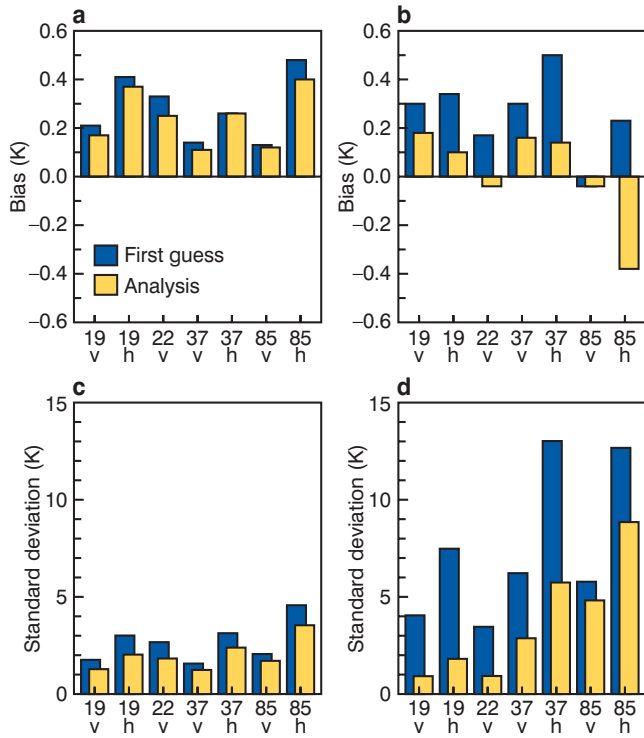 a
b
0.6
0.4
0.2
0.0
−0.2
−0.4
−0.6
Bias (K)
First guess
Analysis
19 19 22 37 37 85 85
v h v v h v h
0.6
0.4
0.2
0.0
−0.2
−0.4
−0.6
Bias (K)
19 19 22 37 37 85 85
v h v v h v h
c
d
15
10
5
0
Standard deviation (K)
19 19 22 37 37 85 85
v h v v h v h
15
10
5
0
Standard deviation (K)
19 19 22 37 37 85 85
v h v v h v h